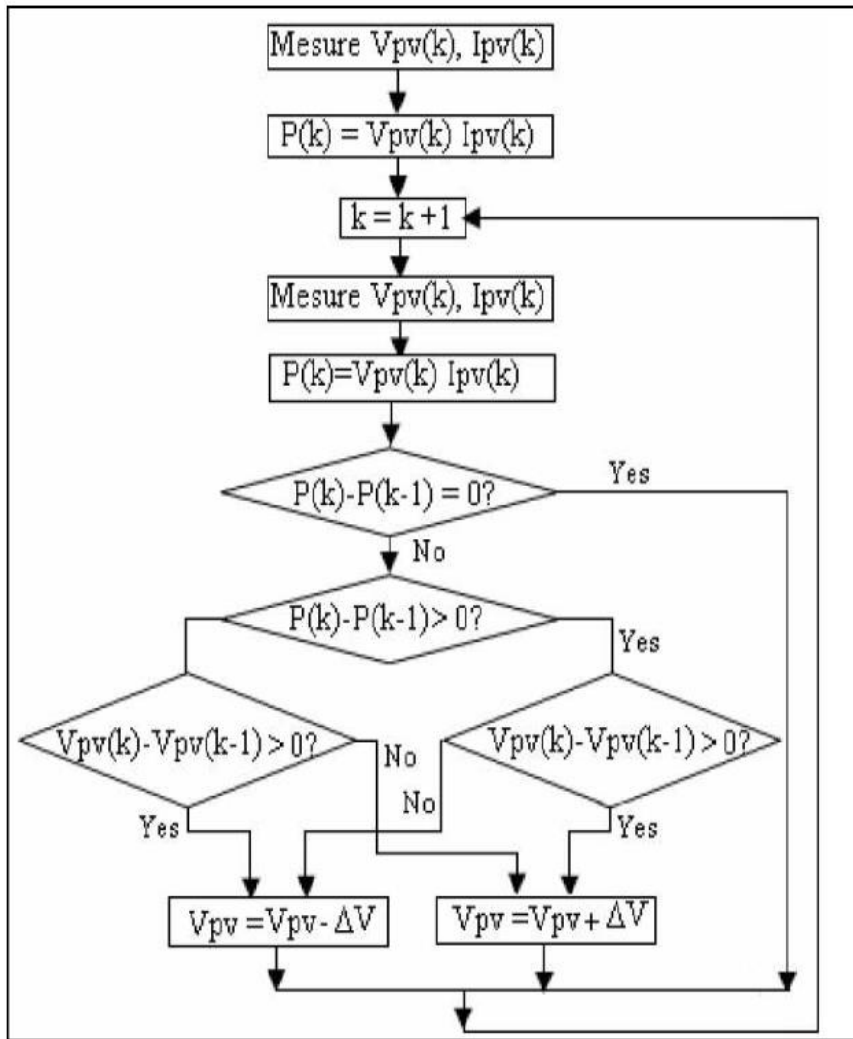 Mesure Vpv(k), Ipv(k)
P(k) = Vpv(k) Ipv(k)
k = k +1
Mesure Vpv(k), Ipv(k)
P(k)=Vpv(k) Ipv(k)
P(k)-P(k-1) = 0?
Yes
No
P(k)-P(k-1)> 0?
Yes
Vpv(k)-Vpv(k-1) > 0?
Vpv(k)-Vpv(k-1) > 0?
No
No
Yes
Yes
Vpv =Vpv- ΔV
Vpv =Vpv+ ΔV